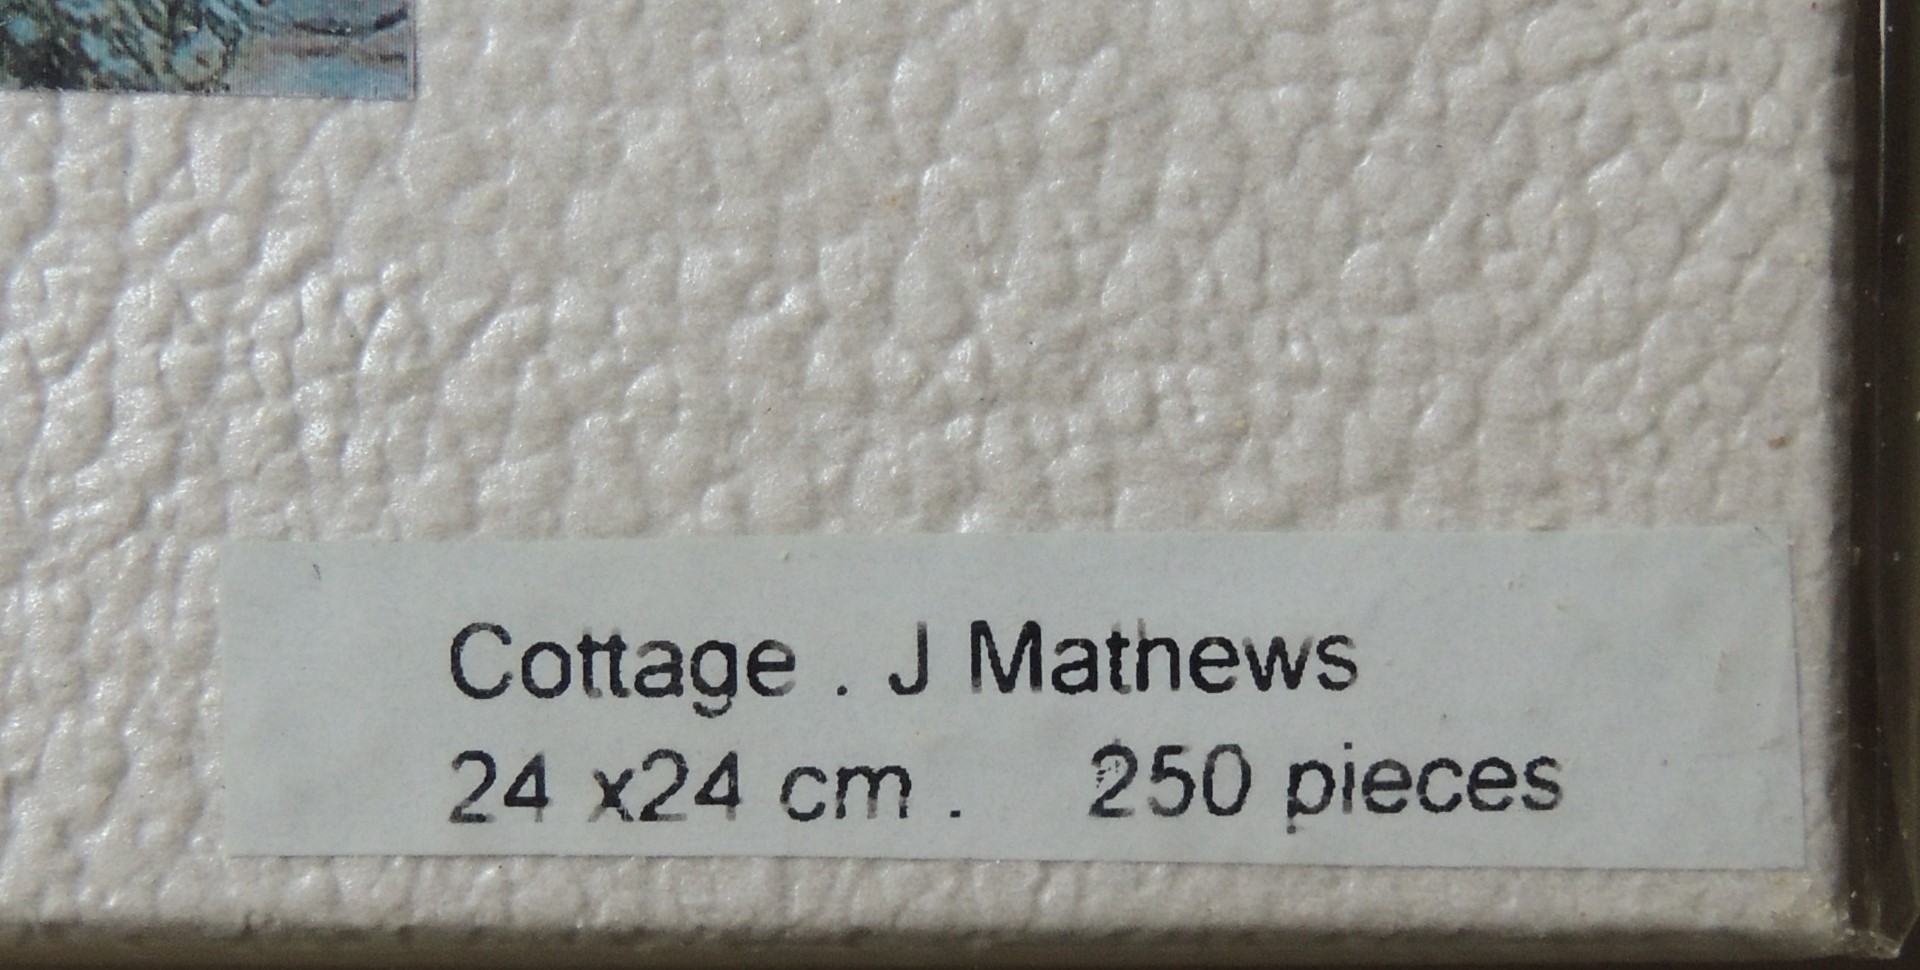 Cottage . J Mathews
24 x24 cm . 250 pieces